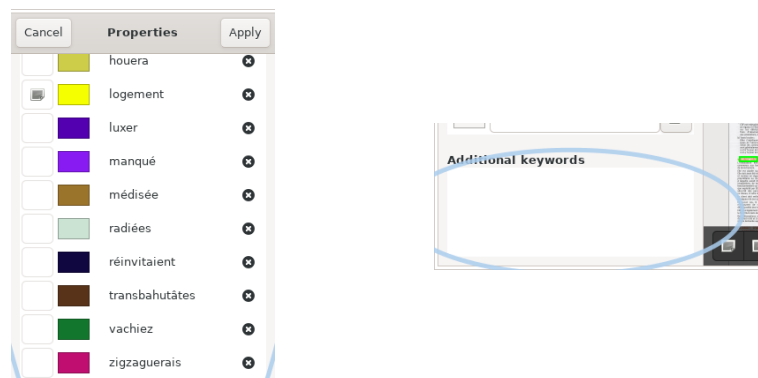 Cancel Properties Apply
houera
logement
luxer
manqué
médisée
radiées
réinvitaient
transbahutâtes
vachiez
zigzaguerais
Additional keywords